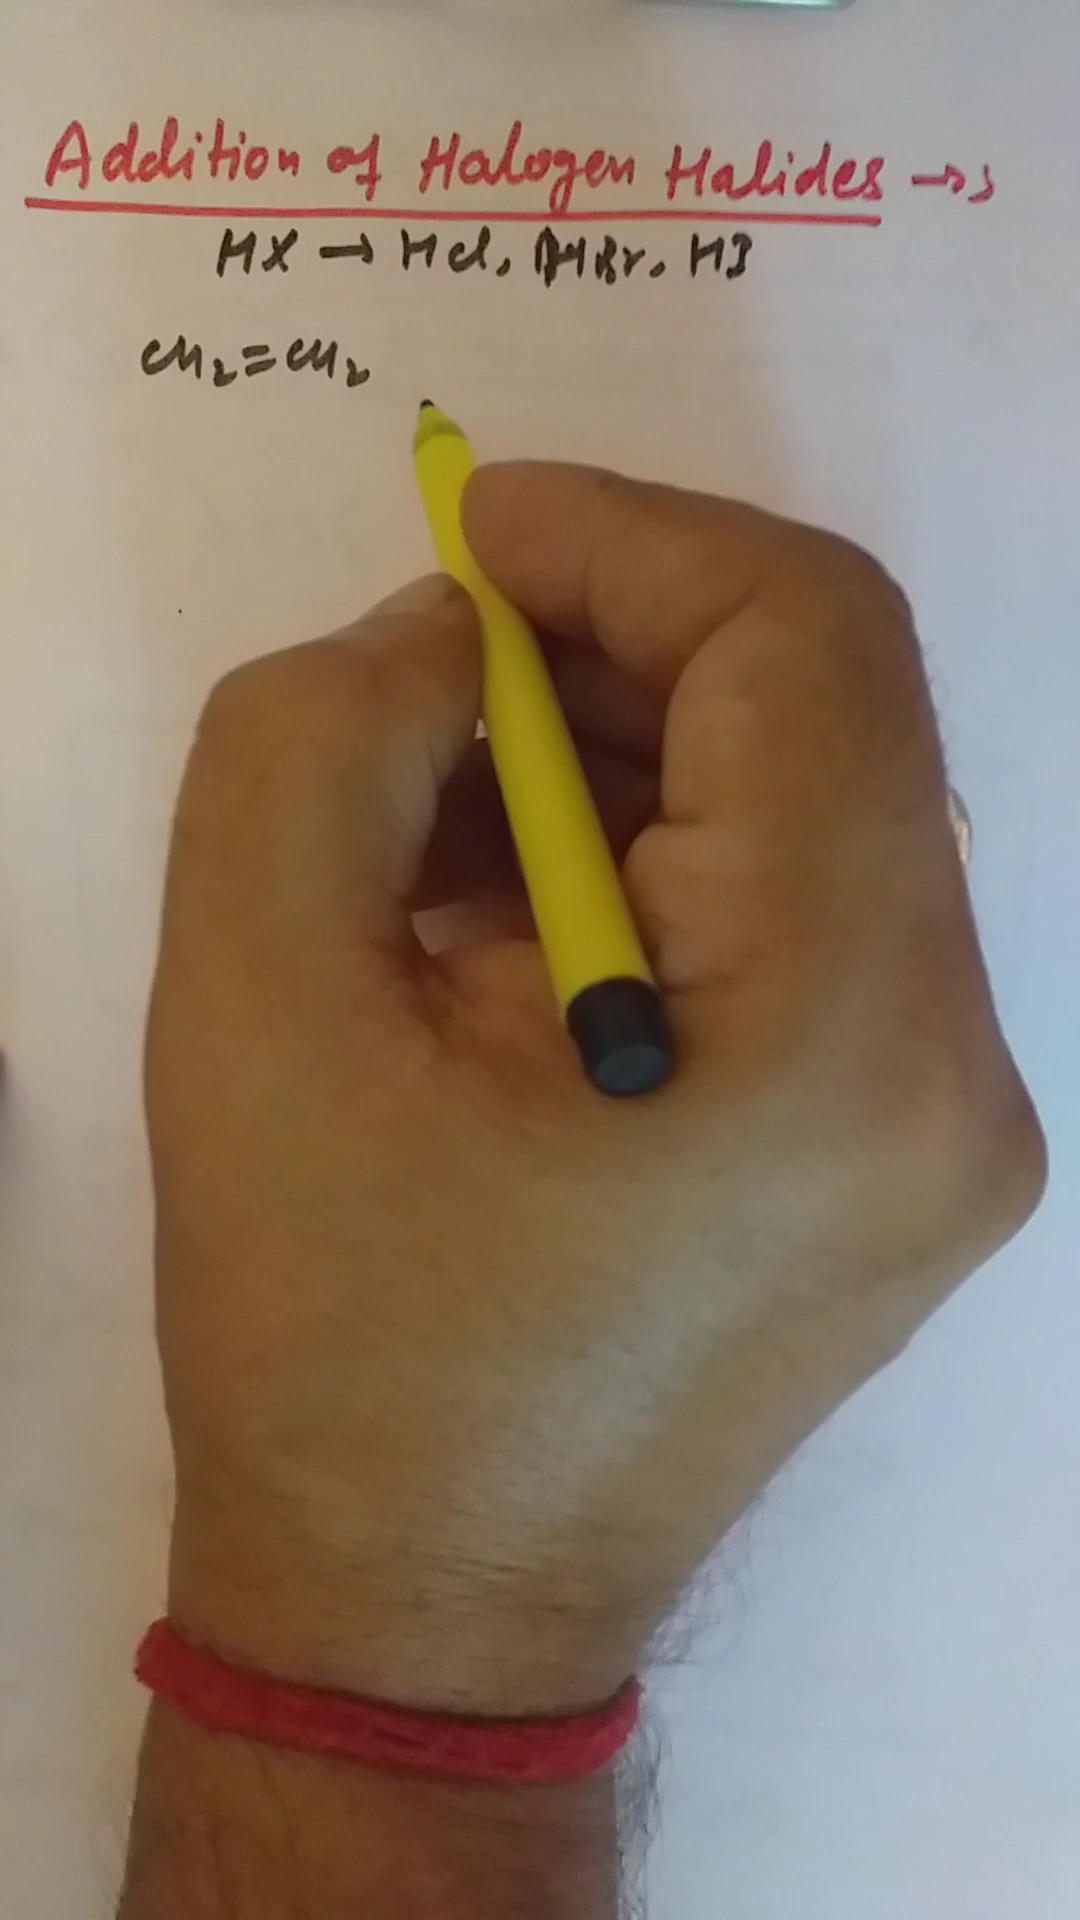 Addition of Halogen Halides →
HX → HCl, HBr, HI
CH₂=CH₂